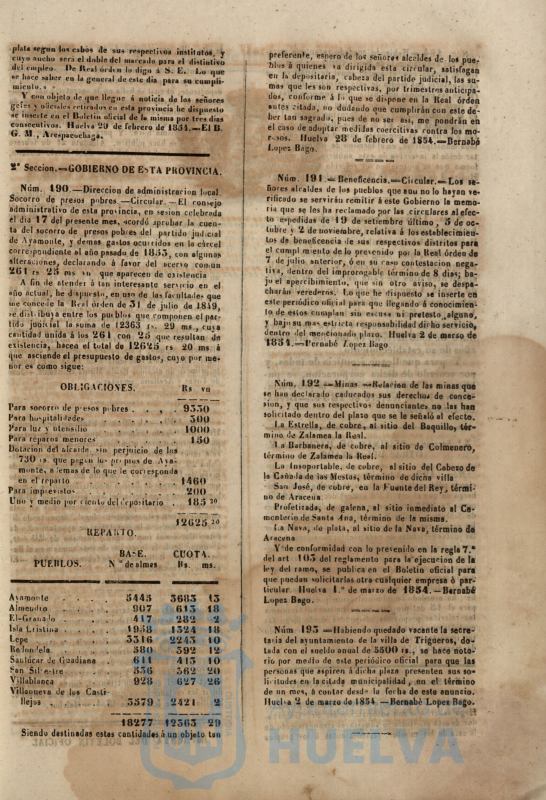 plata segun los cabos de sus respectivos institutos, y
cuyo ancho será el doble del marcado para el distintivo
del empleo. De Real órden lo digo á S. E. Lo que
se hace saber en la general de este dia para su cumpli-
miento.»
Y con objeto de que llegue á noticia de los señores
gefes y oficiales retirados en esta provincia he dispuesto
se inserte en el Boletin oficial de la misma por tres dias
consecutivos. Huelva 20 de febrero de 1854.—El B.
G. M., Arespacochaga.
2ª Seccion.—GOBIERNO DE ESTA PROVINCIA.
Núm. 190.—Direccion de administracion local.
Socorro de presos pobres.—Circular.—El consejo
administrativo de esta provincia, en sesion celebrada
el dia 17 del presente mes, acordó aprobar la cuen-
ta del socorro de presos pobres del partido judicial
de Ayamonte, y demas gastos ocurridos en la cárcel
correspondiente al año pasado de 1853, con algunas
alteraciones, declarando á favor del acervo comun
261 rs 25 ms vn que aparecen de existencia
A fin de atender á tan interesante servicio en el
año actual, he dispuesto, en uso de las facultades que
me concede la Real órden de 31 de julio de 1849,
se distribuya entre los pueblos que componen el par-
tido judicial la suma de 12363 rs. 29 ms., cuya
cantidad unida á los 261 con 25 que resultan de
existencia, hacen el total de 12625 rs 20 ms. á
que asciende el presupuesto de gastos, cuyo por me-
nor es como sigue:
OBLIGACIONES. Rs vn
Para socorro de presos pobres . . . . 9330
Para hospitalidades . . . . 300
Para luz y utensilio . . . . 1000
Para reparos menores . . . . 150
Dotacion del alcaide sin perjuicio de los
730 rs que pagan los propios de Aya-
monte, ademas de lo que le corresponda
en el reparto . . . . 1460
Para imprevistos . . . . 200
Uno y medio por ciento del depositario . 185 20
12625 20
REPARTO.
BASE. CUOTA.
PUEBLOS. N.º de almas Rs. ms.
Ayamonte . . . . 5445 3683 13
Almendro . . . . 907 613 18
El-Granado . . . . 417 282 2
Isla Cristina . . . . 1958 1324 18
Lepe . . . . 3316 2243 10
Redondela . . . . 580 392 12
Sanlúcar de Guadiana . 611 413 10
San Silvestre . . . . 536 362 20
Villablanca . . . . 928 627 26
Villanueva de los Casti-
llejos . . . . 3579 2421 2
18277 12363 29
Siendo destinadas estas cantidades á un objeto tan
preferente, espero de los señores alcaldes de los pue-
blos á quienes va dirigida esta circular, satisfagan
en la depositaria, cabeza del partido judicial, las su-
mas que les son respectivas, por trimestres anticipa-
dos, conforme á lo que se dispone en la Real órden
antes citada, no dudando que cumplirán con este de-
ber tan sagrado, pues de no ser asi, me pondrán en
el caso de adoptar medidas coercitivas contra los mo-
rosos. Huelva 28 de febrero de 1854.—Bernabé
Lopez Bago.
Núm. 191.—Beneficencia.—Circular.—Los se-
ñores alcaldes de los pueblos que aun no lo hayan ve-
rificado se servirán remitir á este Gobierno la memo-
ria que se les ha reclamado por las circulares al efec-
to espedidas de 19 de setiembre último, 5 de oc-
tubre y 2 de noviembre, relativa á los establecimien-
tos de beneficencia de sus respectivos distritos para
el cumplimiento de lo prevenido por la Real órden de
7 de julio anterior, ó en su caso contestacion nega-
tiva, dentro del improrogable término de 8 dias; ba-
jo el apercibimiento, que sin otro aviso, se despa-
charán verederos. Lo que he dispuesto se inserte en
este periódico oficial para que llegando á conocimien-
to de estos cumplan sin escusa ni pretesto alguno,
y bajo su mas estricta responsabilidad dicho servicio,
dentro del mencionado plazo. Huelva 2 de marzo de
1854.—Bernabé Lopez Bago
Núm. 192—Minas.—Relacion de las minas que
se han declarado caducados sus derechos de conce-
sion, y que sus respectivos denunciantes no las han
solicitado dentro del plazo que se le señaló al efecto.
La Estrella, de cobre, al sitio del Baquillo, tér-
mino de Zalamea la Real.
La Barbanera, de cobre, al sitio de Colmenero,
término de Zalamea la Real.
La Insoportable, de cobre, al sitio del Cabezo de
la Cañada de las Mestas, término de dicha villa
San José, de cobre, en la Fuente del Rey, térmi-
no de Aracena
Profetizada, de galena, al sitio inmediato al Ce-
menterio de Santa Ana, término de la misma.
La Nava, de plata, al sitio de la Nava, término de
Aracena
Y de conformidad con lo prevenido en la regla 7.ª
del art 103 del reglamento para la ejecucion de la
ley del ramo, se publica en el Boletin oficial para
que puedan solicitarlas otra cualquier empresa ó par-
ticular. Huelva 1.º de marzo de 1854.—Bernabé
Lopez Bago.
Núm 193—Habiendo quedado vacante la secre-
taria del ayuntamiento de la villa de Trigueros, do-
tada con el sueldo anual de 5500 rs., se hace noto-
rio por medio de este periódico oficial para que las
personas que aspiren á dicha plaza presenten sus so-
licitudes en la citada municipalidad, en el término
de un mes, á contar desde la fecha de este anuncio.
Huelva 2 de marzo de 1854—Bernabé Lopez Bago.
HUELVA